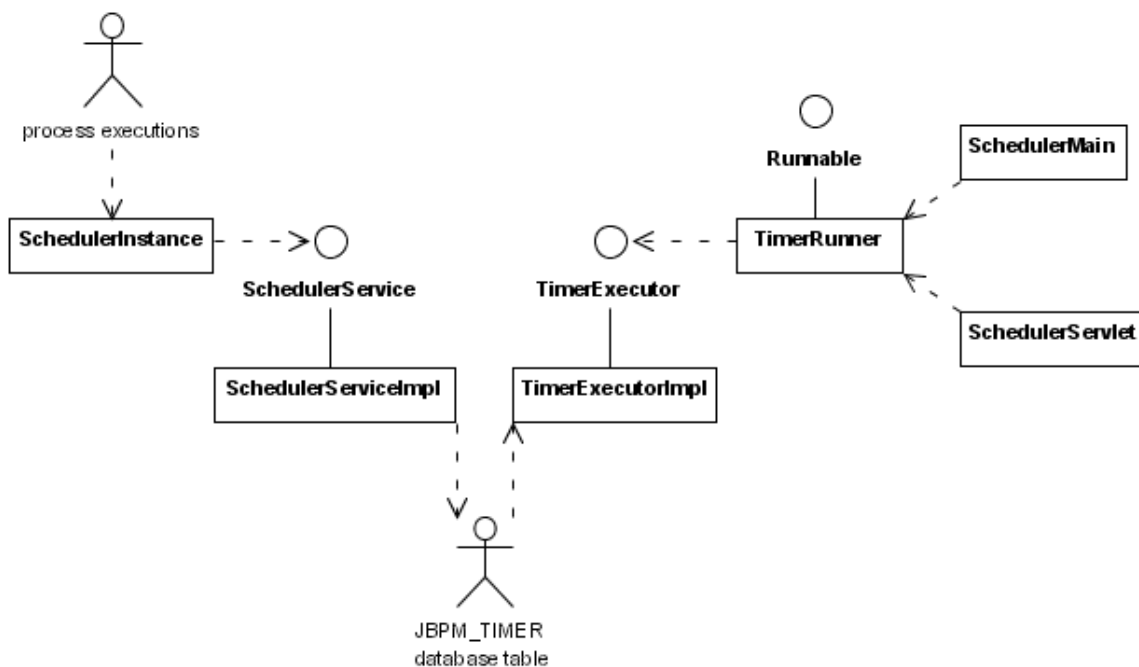 process executions
Runnable
SchedulerMain
SchedulerInstance
TimerRunner
SchedulerService
TimerExecutor
SchedulerServlet
SchedulerServiceImpl
TimerExecutorImpl
JBPM_TIMER
database table